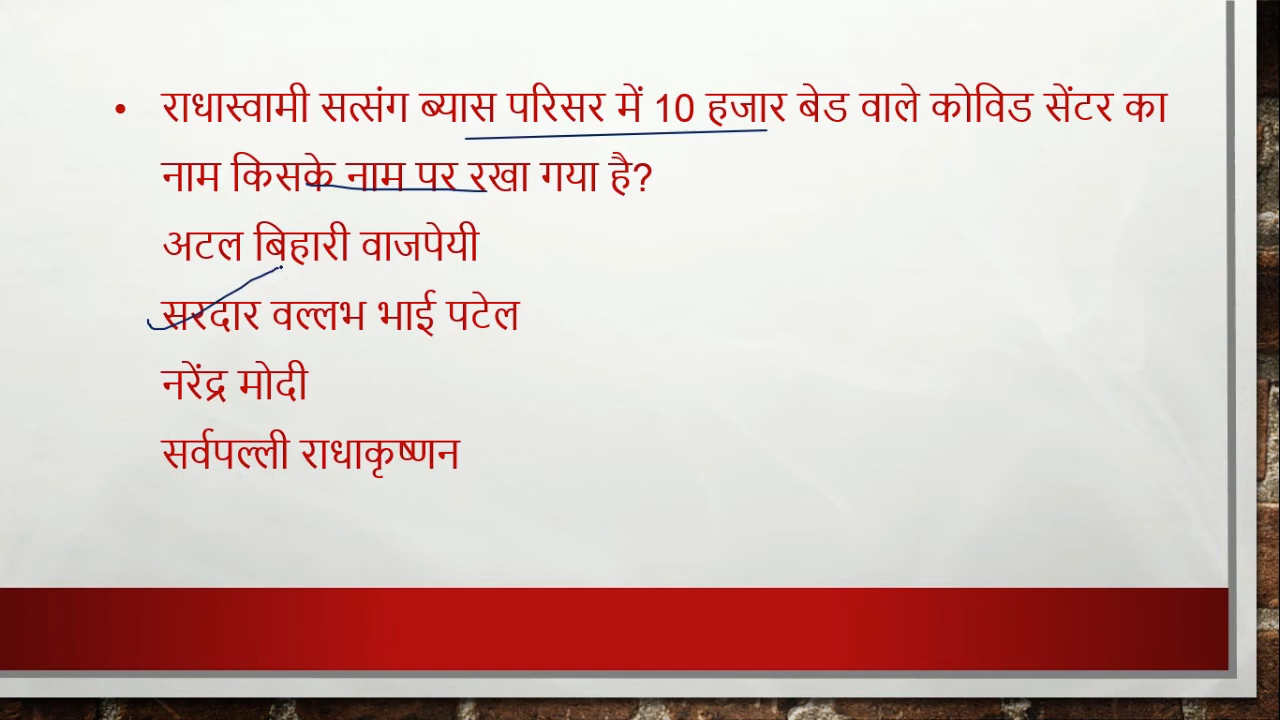 • राधास्वामी सत्संग ब्यास परिसर में 10 हजार बेड वाले कोविड सेंटर का
नाम किसके नाम पर रखा गया है?
अटल बिहारी वाजपेयी
सरदार वल्लभ भाई पटेल
नरेंद्र मोदी
सर्वपल्ली राधाकृष्णन